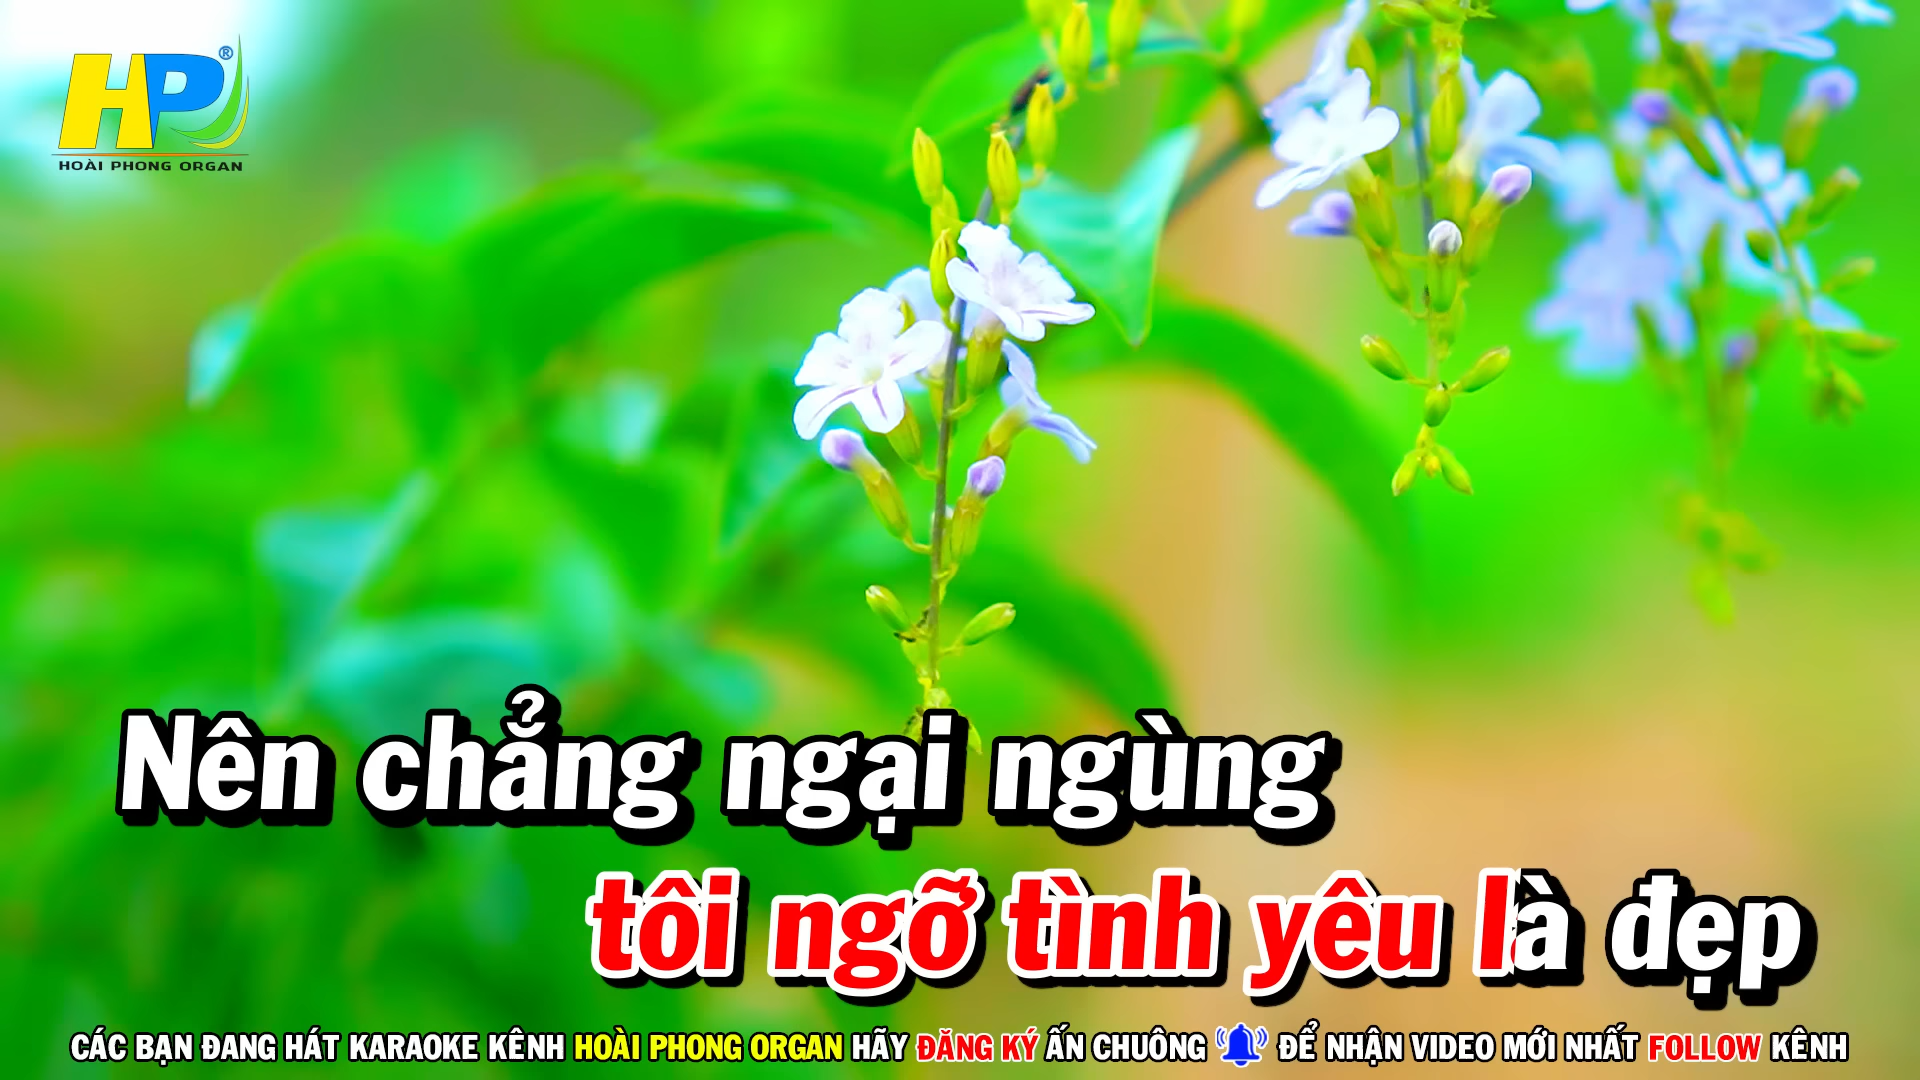 HP®
HOÀI PHONG ORGAN
Nên chẳng ngại ngùng
tôi ngỡ tình yêu là đẹp
CÁC BẠN ĐANG HÁT KARAOKE KÊNH HOÀI PHONG ORGAN HÃY ĐĂNG KÝ ẤN CHUÔNG ĐỂ NHẬN VIDEO MỚI NHẤT FOLLOW KÊNH